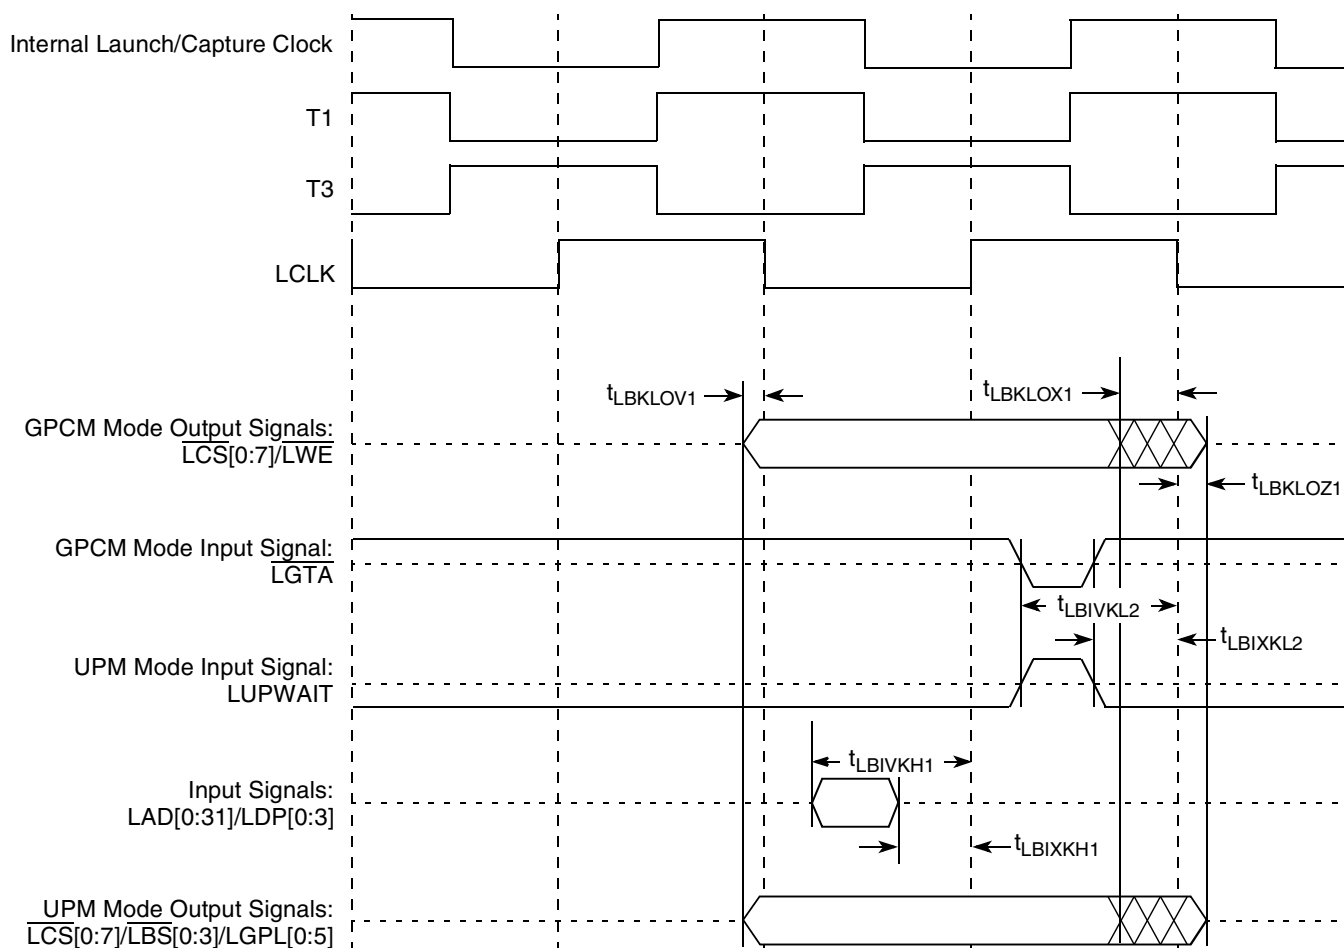 Internal Launch/Capture Clock
T1
T3
LCLK
tLBKLOV1
tLBKLOX1
GPCM Mode Output Signals:
LCS[0:7]/LWE
tLBKLOZ1
GPCM Mode Input Signal:
LGTA
tLBIVKL2
tLBIXKL2
UPM Mode Input Signal:
LUPWAIT
tLBIVKH1
Input Signals:
LAD[0:31]/LDP[0:3]
tLBIXKH1
UPM Mode Output Signals:
LCS[0:7]/LBS[0:3]/LGPL[0:5]